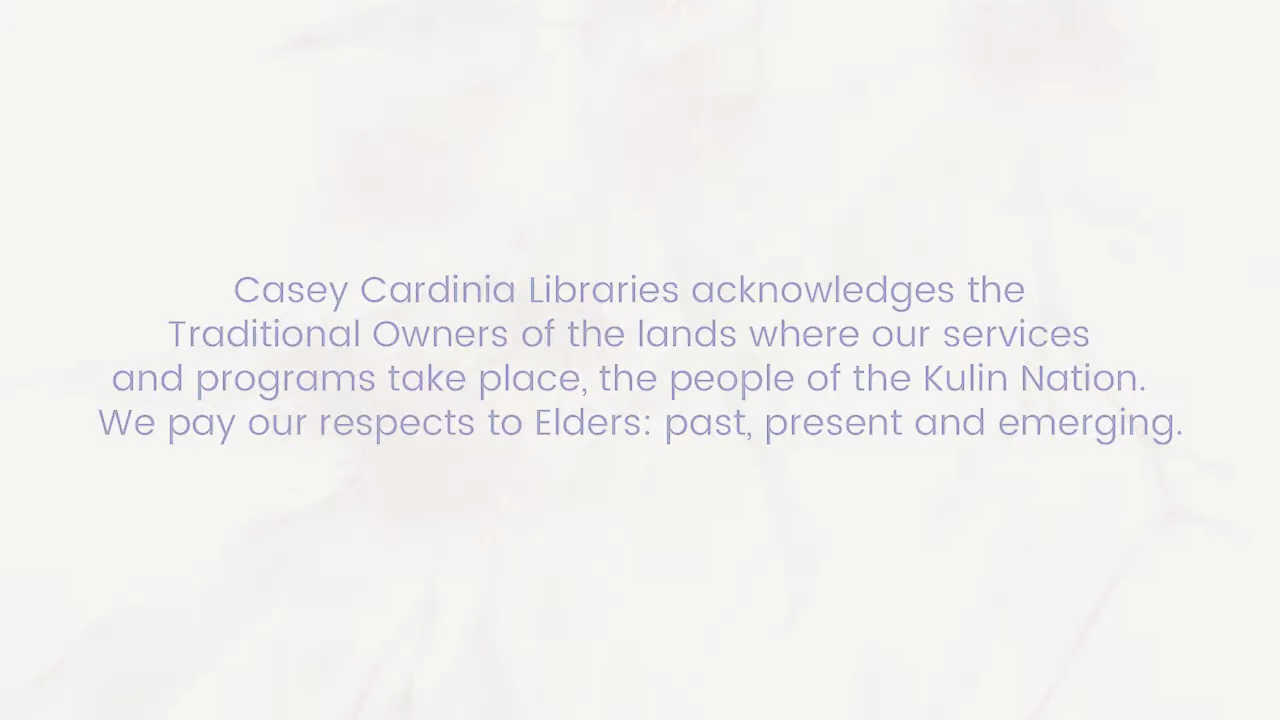 Casey Cardinia Libraries acknowledges the
Traditional Owners of the lands where our services
and programs take place, the people of the Kulin Nation.
We pay our respects to Elders: past, present and emerging.